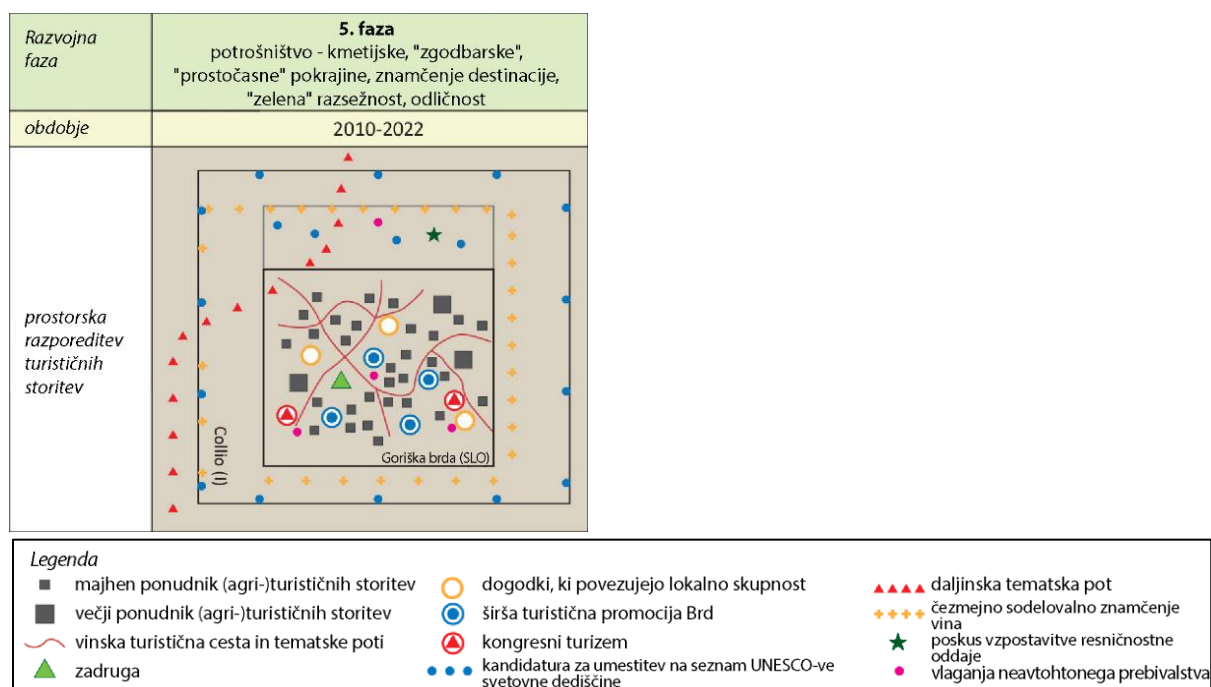 Razvojna
faza
5. faza
potrošništvo - kmetijske, "zgodbarske",
"prostočasne" pokrajine, znamčenje destinacije,
"zelena" razsežnost, odličnost
obdobje
2010-2022
prostorska
razporeditev
turističnih
storitev
Collio (I)
Goriška brda (SLO)
Legenda
majhen ponudnik (agri-)turističnih storitev
večji ponudnik (agri-)turističnih storitev
vinska turistična cesta in tematske poti
zadruga
dogodki, ki povezujejo lokalno skupnost
širša turistična promocija Brd
kongresni turizem
kandidatura za umestitev na seznam UNESCO-ve
svetovne dediščine
daljinska tematska pot
čezmejno sodelovalno znamčenje
vina
poskus vzpostavitve resničnostne
oddaje
vlaganja neavtohtonega prebivalstva